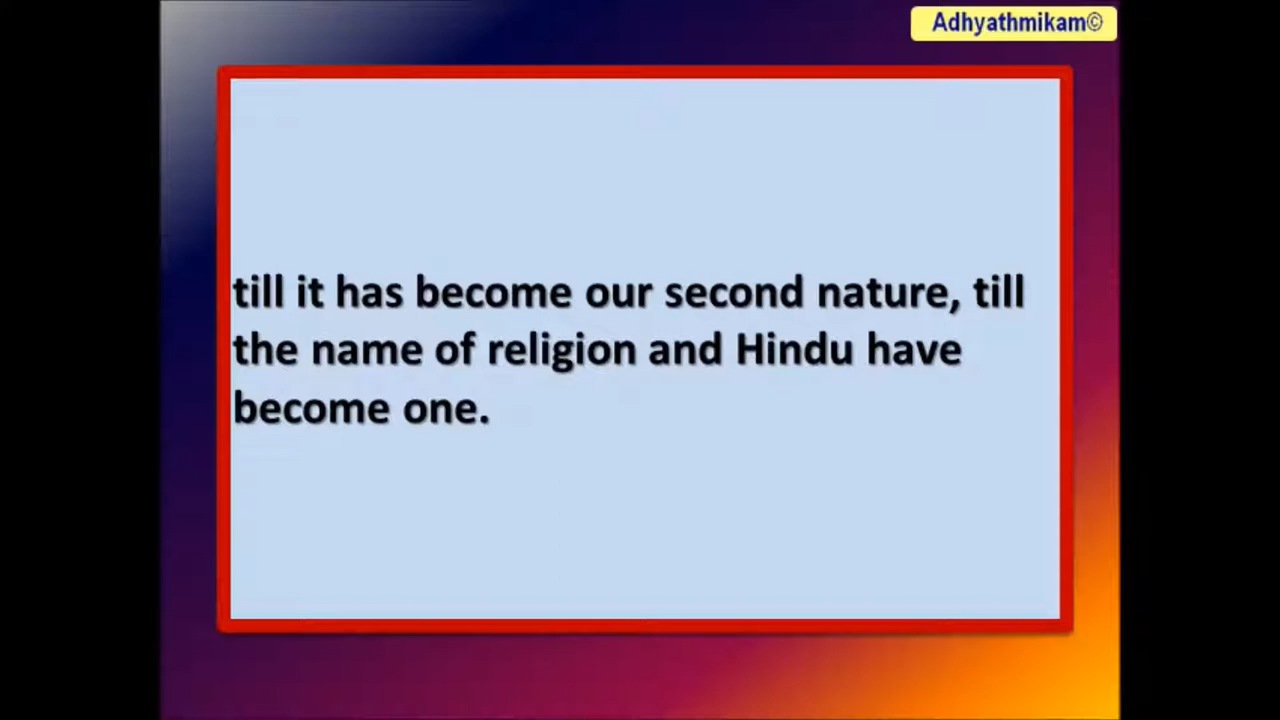 Adhyathmikam©
till it has become our second nature, till
the name of religion and Hindu have
become one.